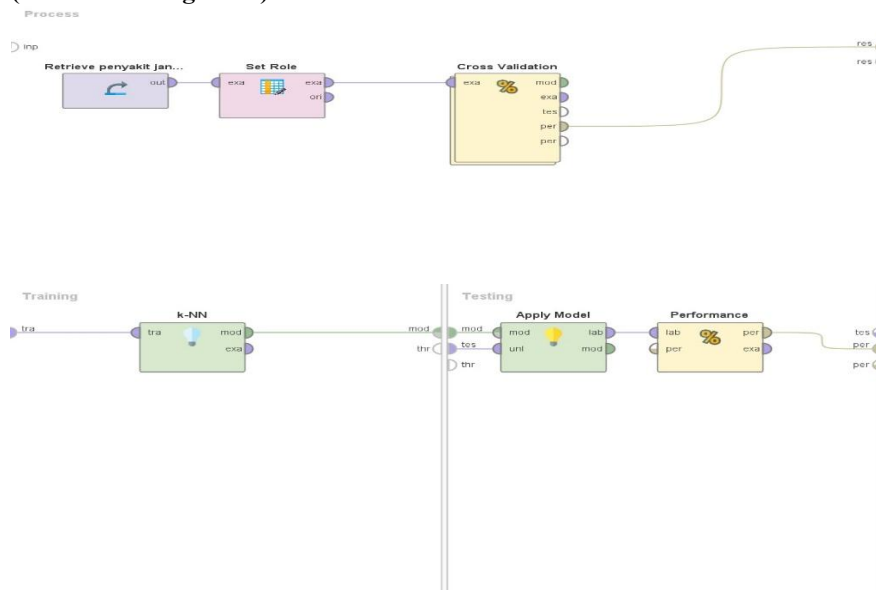 Process
inp
res
res
Retrieve penyakit jan... Set Role Cross Validation
out exa exa exa mod
ori exa
tes
per
per
Training Testing
k-NN Apply Model Performance
tra tra mod mod mod mod lab lab per tes
exa thr tes unl mod per exa per
thr per